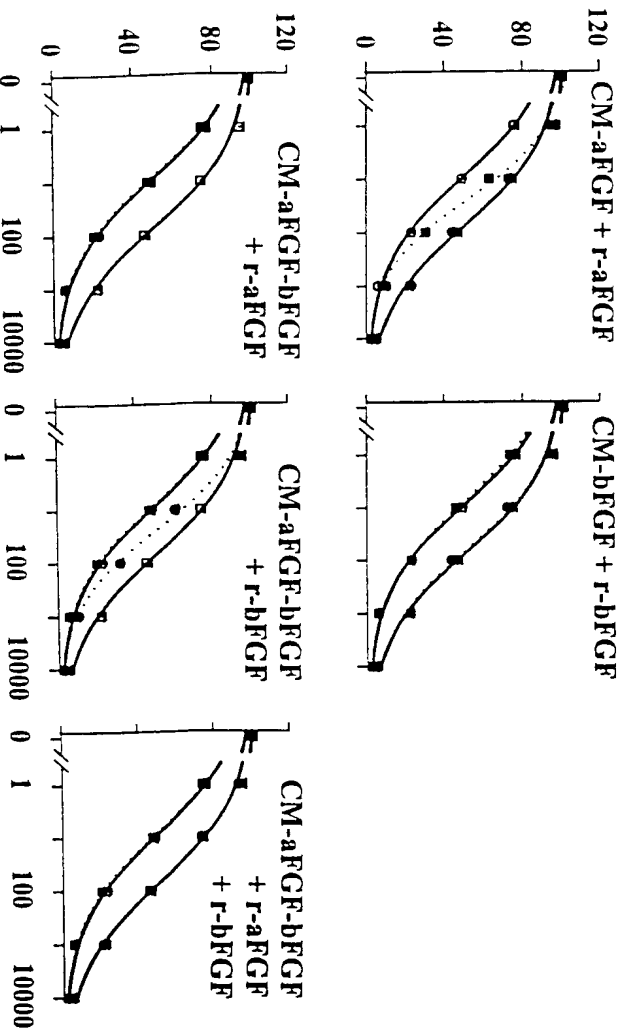 CM-aFGF + r-aFGF
CM-bFGF + r-bFGF
120
80
40
0
CM-aFGF-bFGF
+ r-aFGF
CM-aFGF-bFGF
+ r-bFGF
CM-aFGF-bFGF
+ r-aFGF
+ r-bFGF
120
80
40
0
0 1 100 10000
0 1 100 10000
0 1 100 10000